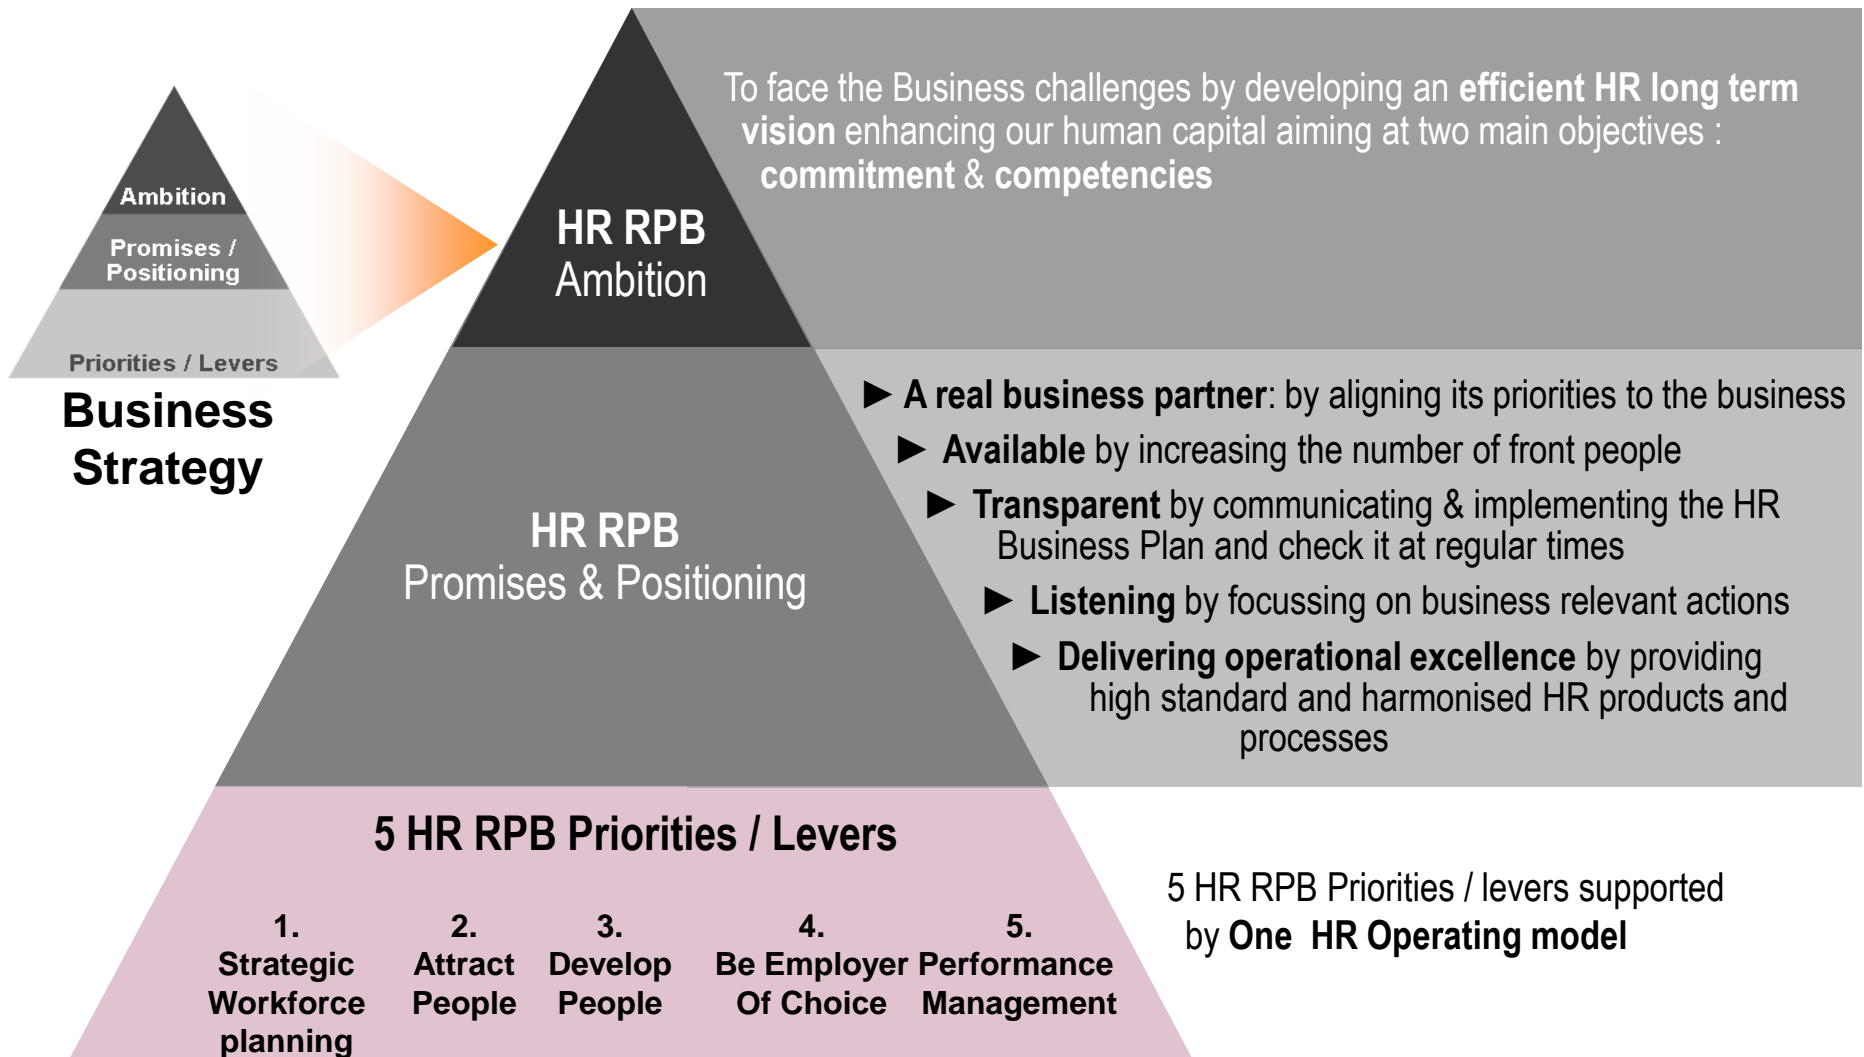 Ambition
Promises /
Positioning
Priorities / Levers
Business
Strategy
HR RPB
Ambition
To face the Business challenges by developing an efficient HR long term
vision enhancing our human capital aiming at two main objectives :
commitment & competencies
HR RPB
Promises & Positioning
► A real business partner: by aligning its priorities to the business
► Available by increasing the number of front people
► Transparent by communicating & implementing the HR
Business Plan and check it at regular times
► Listening by focussing on business relevant actions
► Delivering operational excellence by providing
high standard and harmonised HR products and
processes
5 HR RPB Priorities / Levers
1.
Strategic
Workforce
planning
2.
Attract
People
3.
Develop
People
4.
Be Employer
Of Choice
5.
Performance
Management
5 HR RPB Priorities / levers supported
by One HR Operating model